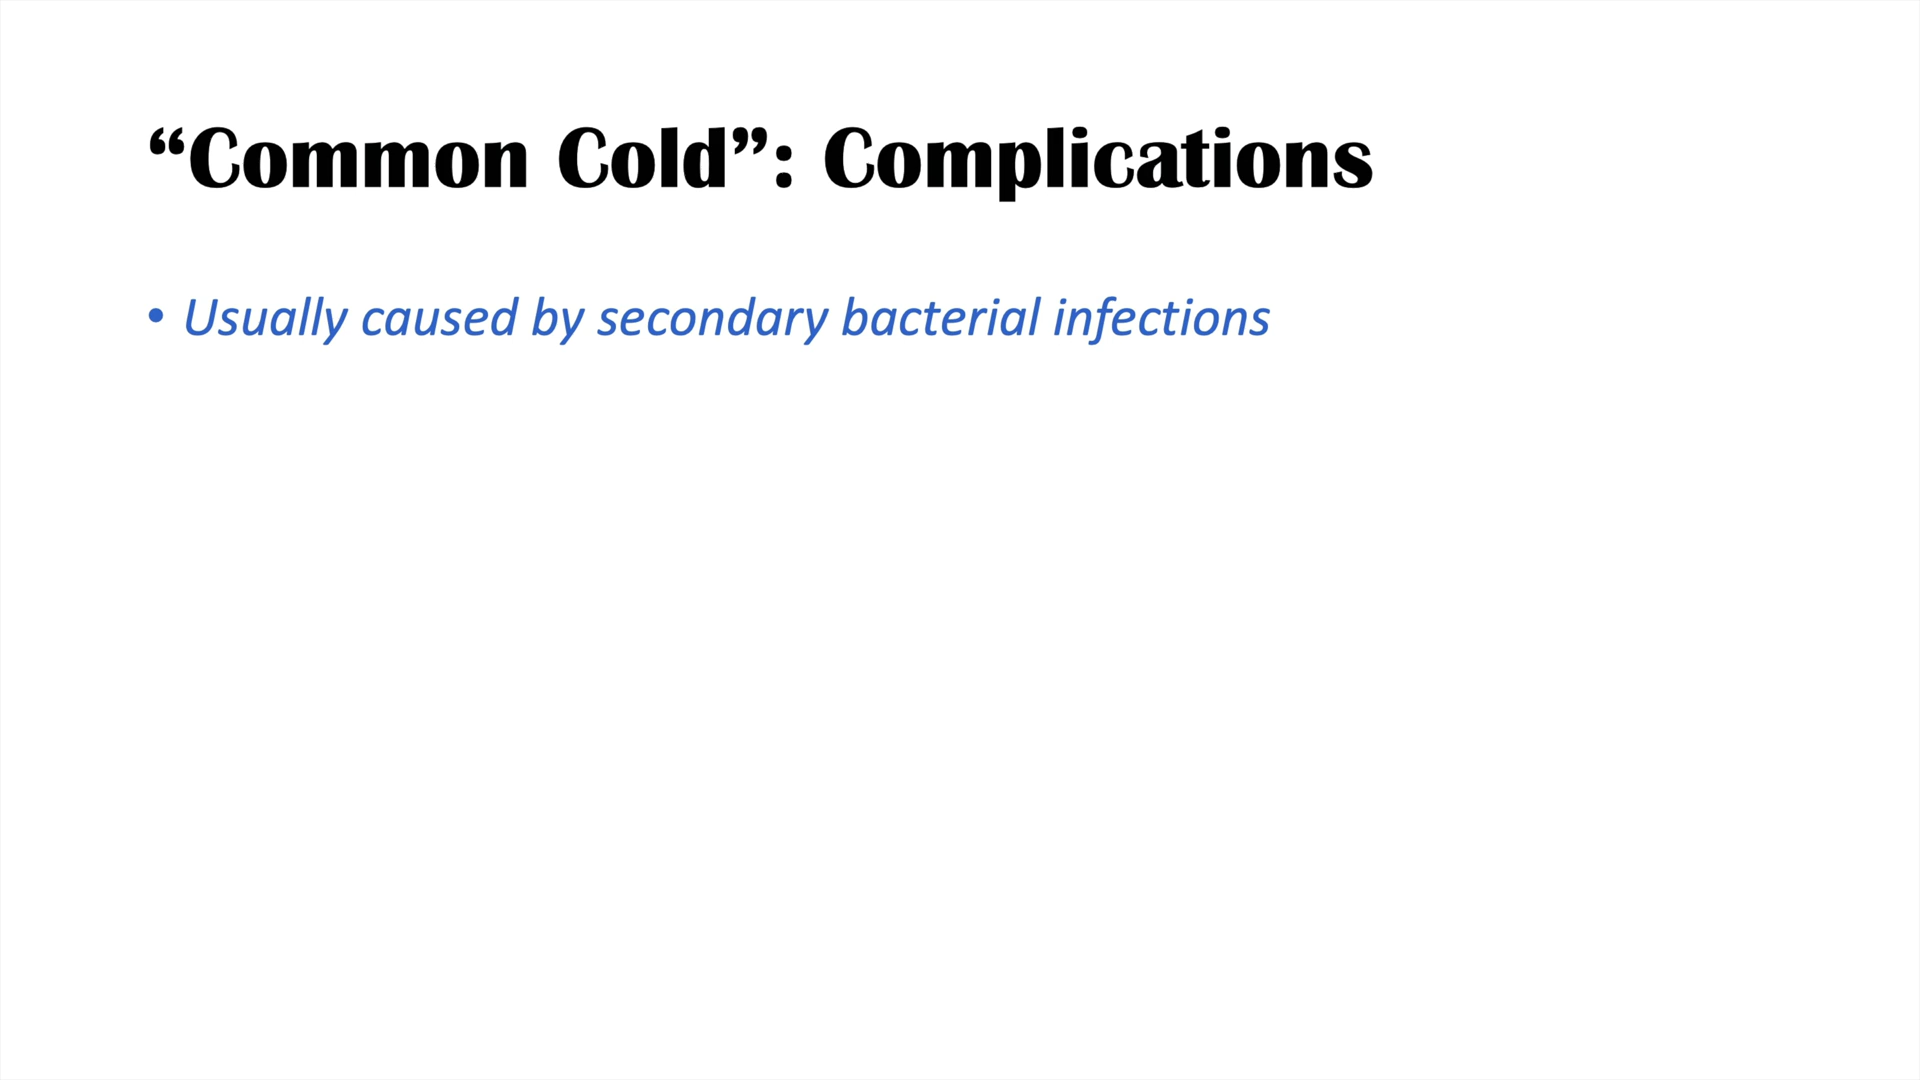 “Common Cold”: Complications
• Usually caused by secondary bacterial infections